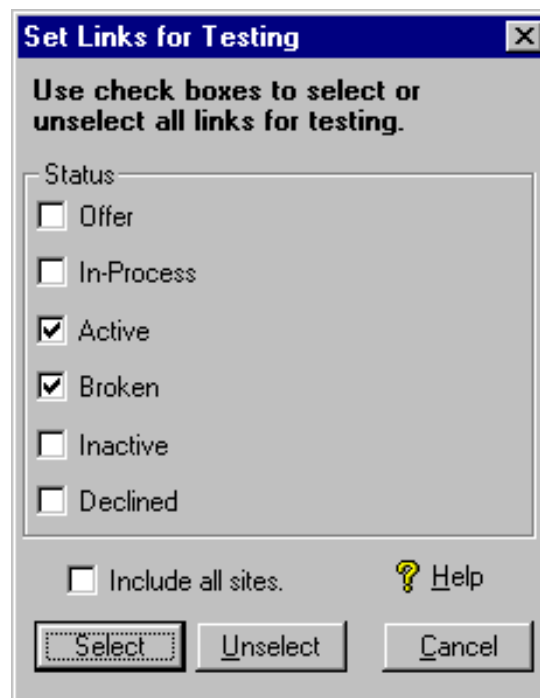 Set Links for Testing
Use check boxes to select or
unselect all links for testing.
Status
Offer
In-Process
Active
Broken
Inactive
Declined
Include all sites.
Help
Select Unselect Cancel